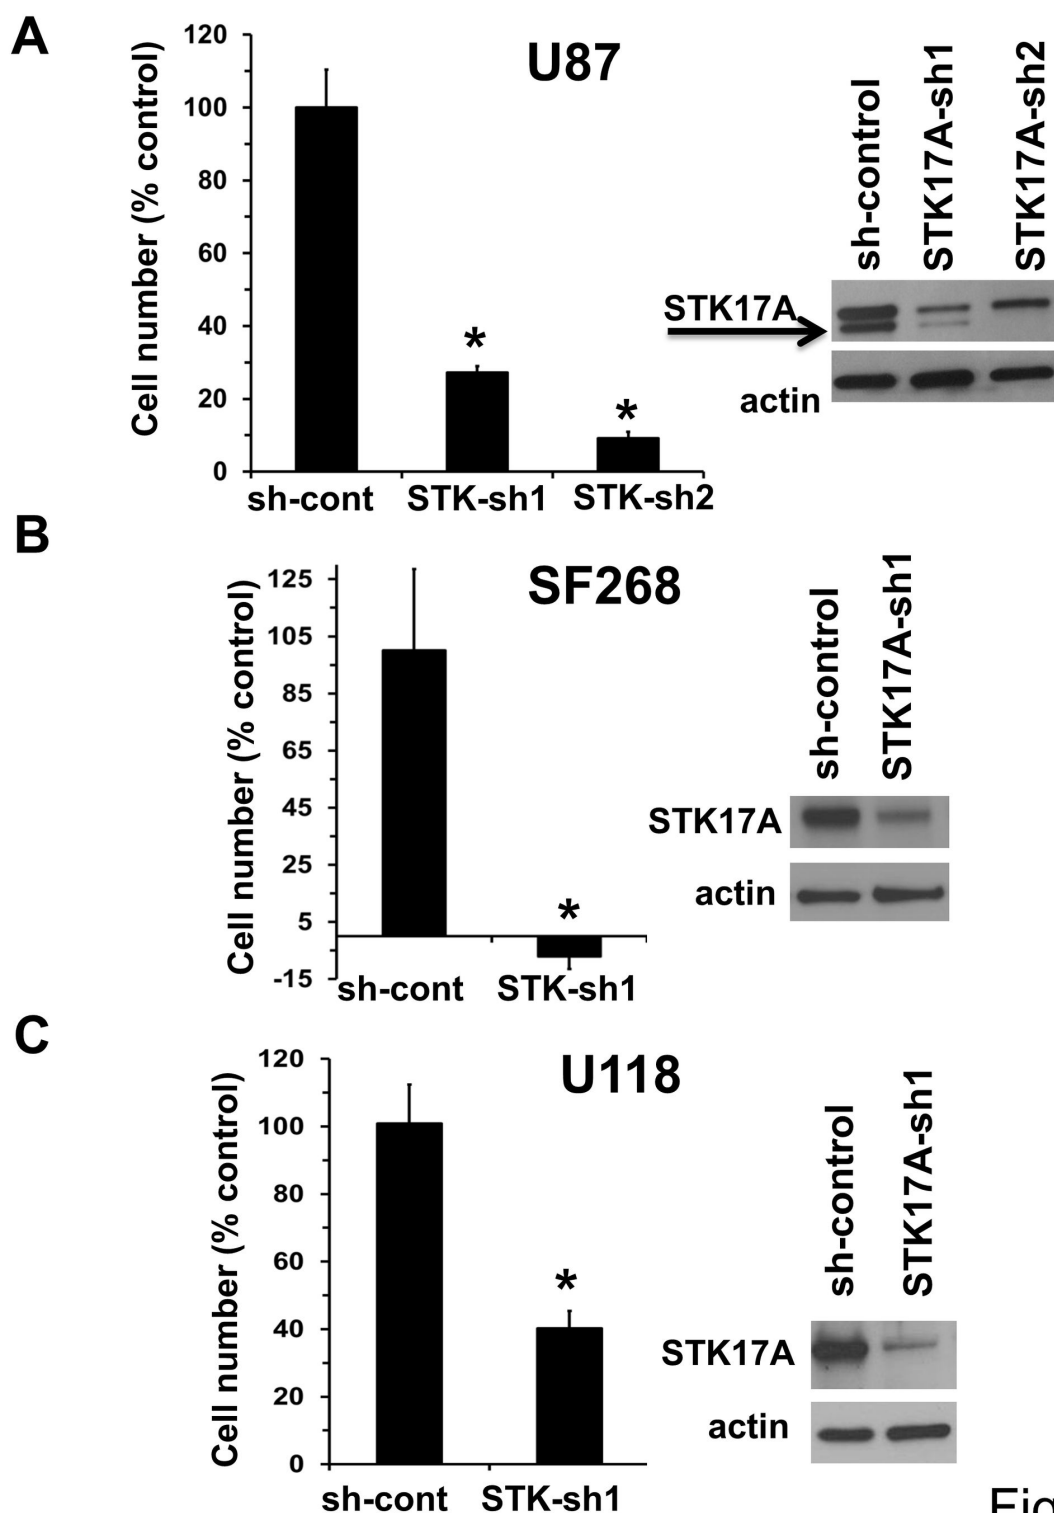 A
U87
Cell number (% control)
120
100
80
60
40
20
0
*
*
sh-cont STK-sh1 STK-sh2
sh-control
STK17A-sh1
STK17A-sh2
STK17A
actin
B
SF268
Cell number (% control)
125
105
85
65
45
25
5
-15
*
sh-cont STK-sh1
sh-control
STK17A-sh1
STK17A
actin
C
U118
Cell number (% control)
120
100
80
60
40
20
0
*
sh-cont STK-sh1
sh-control
STK17A-sh1
STK17A
actin
Fig